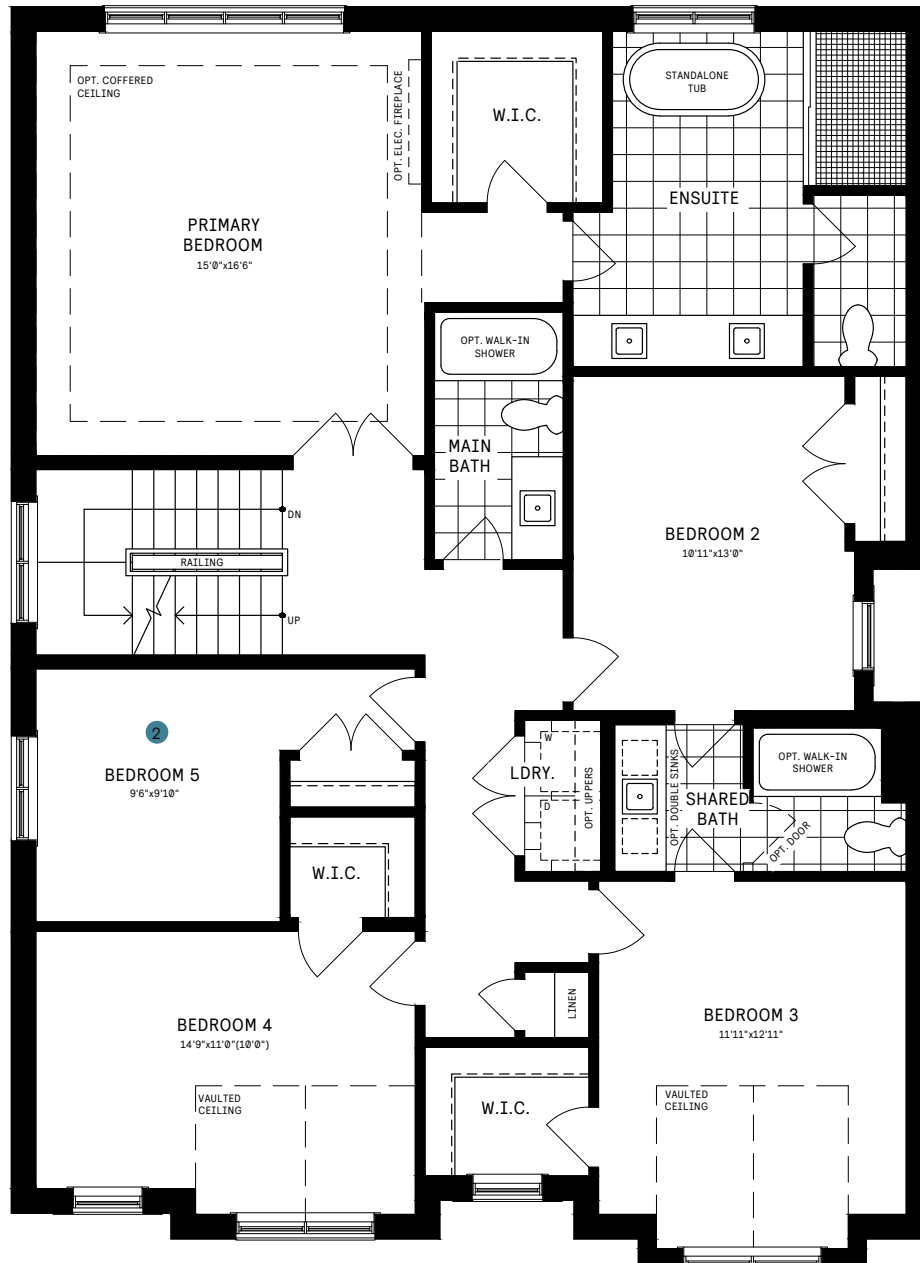 OPT. COFFERED
CEILING
OPT. ELEC. FIREPLACE
W.I.C.
STANDALONE
TUB
ENSUITE
PRIMARY
BEDROOM
15'0"x16'6"
OPT. WALK-IN
SHOWER
MAIN
BATH
DN
RAILING
UP
BEDROOM 2
10'11"x13'0"
2
BEDROOM 5
9'6"x9'10"
W
LDRY.
D
OPT. UPPERS
OPT. DOUBLE SINKS
SHARED
BATH
OPT. WALK-IN
SHOWER
OPT. DOOR
W.I.C.
BEDROOM 4
14'9"x11'0"(10'0")
VAULTED
CEILING
LINEN
W.I.C.
BEDROOM 3
11'11"x12'11"
VAULTED
CEILING